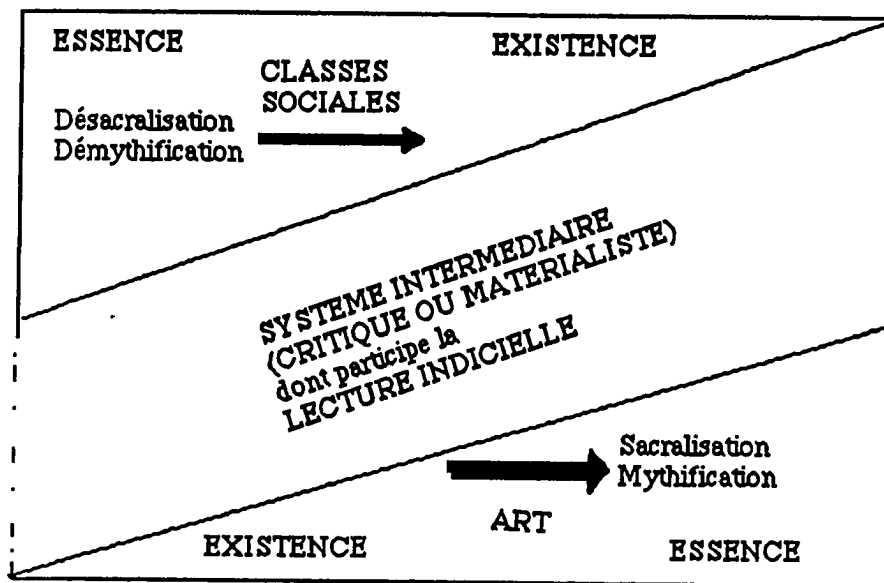 ESSENCE
EXISTENCE
CLASSES
SOCIALES
Désacralisation
Démythification
SYSTEME INTERMEDIAIRE
(CRITIQUE OU MATERIALISTE)
dont participe la
LECTURE INDICIELLE
Sacralisation
Mythification
ART
EXISTENCE
ESSENCE